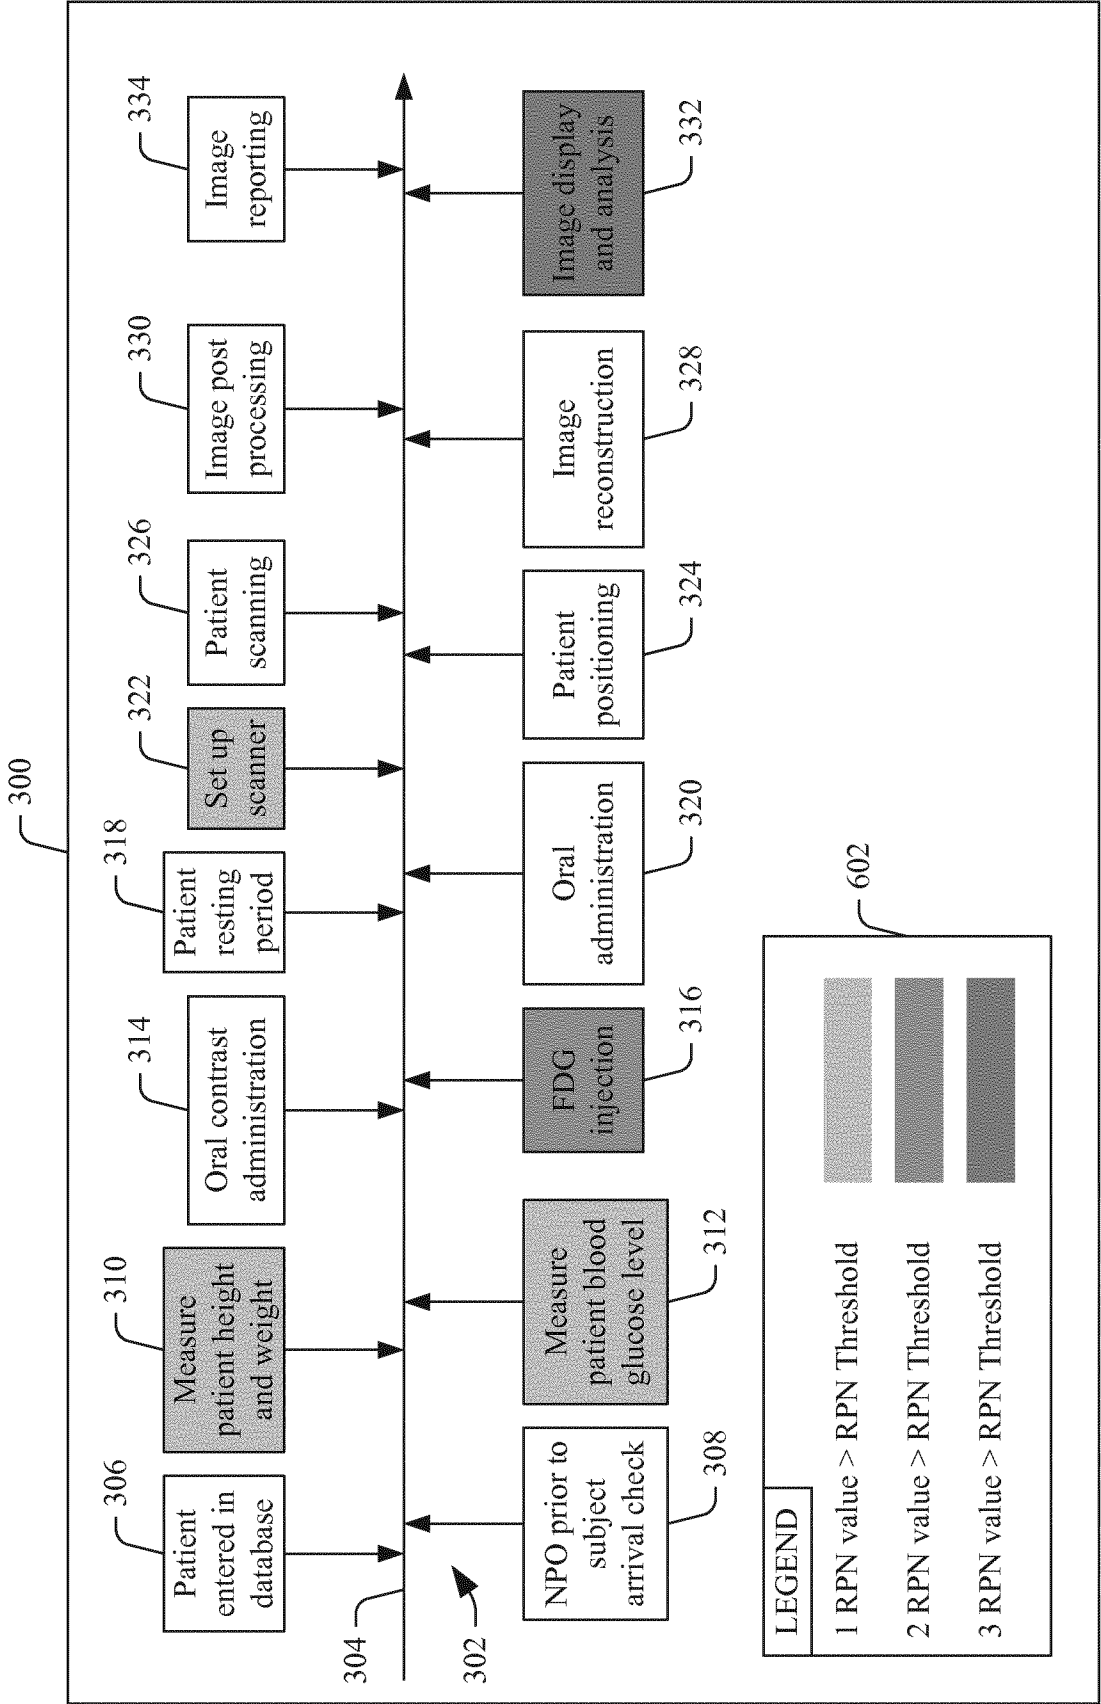 300
306
Patient
entered in
database
310
Measure
patient height
and weight
314
Oral contrast
administration
318
Patient
resting
period
322
Set up
scanner
326
Patient
scanning
330
Image post
processing
334
Image
reporting
304
302
NPO prior to
subject
arrival check
308
Measure
patient blood
glucose level
312
FDG
injection
316
Oral
administration
320
Patient
positioning
324
Image
reconstruction
328
Image display
and analysis
332
LEGEND
1 RPN value > RPN Threshold
2 RPN value > RPN Threshold
3 RPN value > RPN Threshold
602